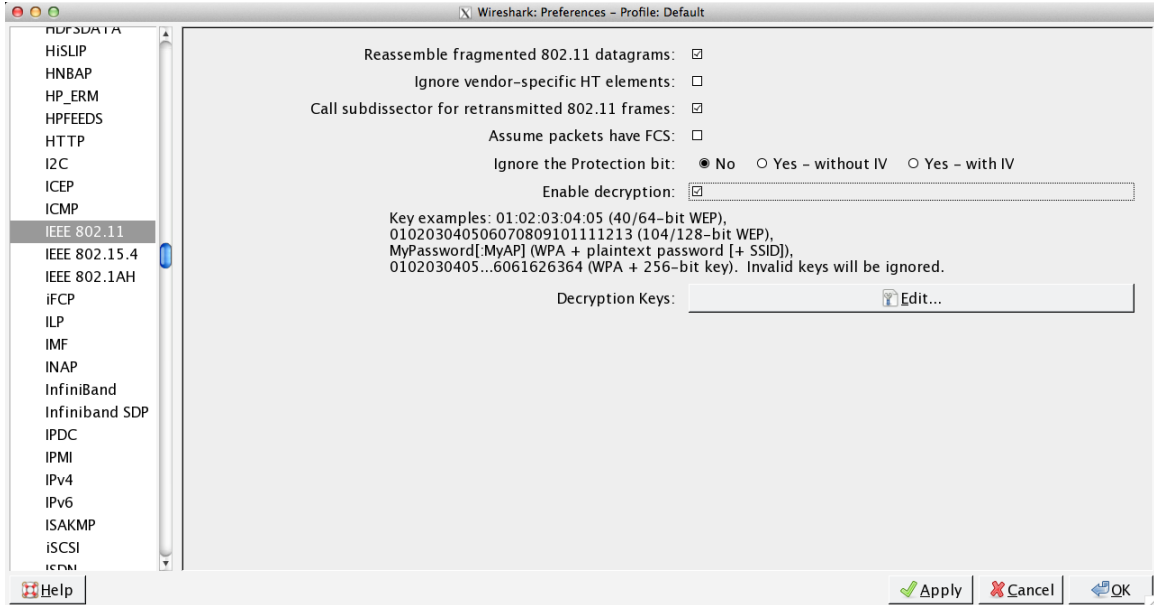 Wireshark: Preferences – Profile: Default
HDFSDATA
HiSLIP
HNBAP
HP_ERM
HPFEEDS
HTTP
I2C
ICEP
ICMP
IEEE 802.11
IEEE 802.15.4
IEEE 802.1AH
iFCP
ILP
IMF
INAP
InfiniBand
Infiniband SDP
IPDC
IPMI
IPv4
IPv6
ISAKMP
iSCSI
ISDN
Reassemble fragmented 802.11 datagrams:
Ignore vendor-specific HT elements:
Call subdissector for retransmitted 802.11 frames:
Assume packets have FCS:
Ignore the Protection bit: No Yes – without IV Yes – with IV
Enable decryption:
Key examples: 01:02:03:04:05 (40/64-bit WEP),
010203040506070809101111213 (104/128-bit WEP),
MyPassword[:MyAP] (WPA + plaintext password [+ SSID]),
0102030405...6061626364 (WPA + 256-bit key). Invalid keys will be ignored.
Decryption Keys: Edit...
Help Apply Cancel OK